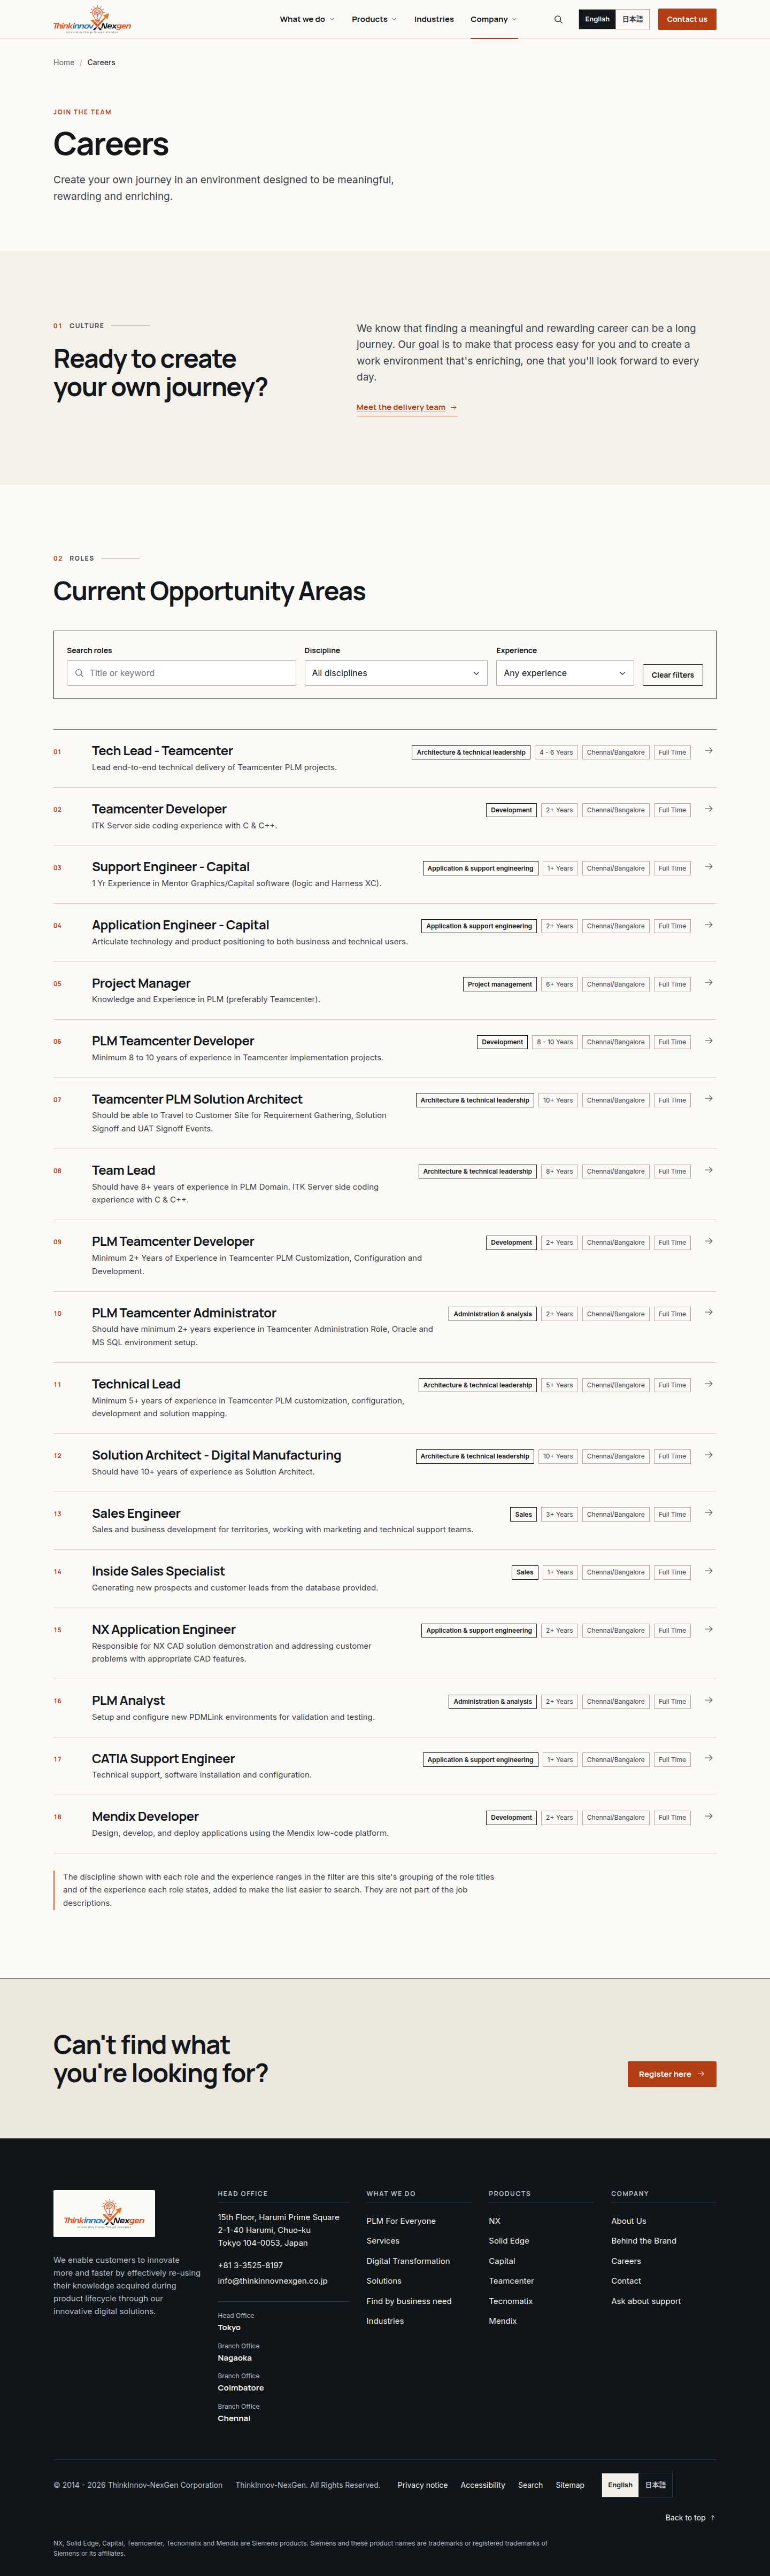 ThinkinnovXNexgen
What we do
Products
Industries
Company
English
日本語
Contact us
Home / Careers
JOIN THE TEAM
Careers
Create your own journey in an environment designed to be meaningful,
rewarding and enriching.
01 CULTURE
Ready to create
your own journey?
We know that finding a meaningful and rewarding career can be a long
journey. Our goal is to make that process easy for you and to create a
work environment that's enriching, one that you'll look forward to every
day.
Meet the delivery team →
02 ROLES
Current Opportunity Areas
Search roles
Title or keyword
Discipline
All disciplines
Experience
Any experience
Clear filters
01 Tech Lead - Teamcenter Architecture & technical leadership 4 - 6 Years Chennai/Bangalore Full Time →
Lead end-to-end technical delivery of Teamcenter PLM projects.
02 Teamcenter Developer Development 2+ Years Chennai/Bangalore Full Time →
ITK Server side coding experience with C & C++.
03 Support Engineer - Capital Application & support engineering 1+ Years Chennai/Bangalore Full Time →
1 Yr Experience in Mentor Graphics/Capital software (logic and Harness XC).
04 Application Engineer - Capital Application & support engineering 2+ Years Chennai/Bangalore Full Time →
Articulate technology and product positioning to both business and technical users.
05 Project Manager Project management 6+ Years Chennai/Bangalore Full Time →
Knowledge and Experience in PLM (preferably Teamcenter).
06 PLM Teamcenter Developer Development 8 - 10 Years Chennai/Bangalore Full Time →
Minimum 8 to 10 years of experience in Teamcenter implementation projects.
07 Teamcenter PLM Solution Architect Architecture & technical leadership 10+ Years Chennai/Bangalore Full Time →
Should be able to Travel to Customer Site for Requirement Gathering, Solution
Signoff and UAT Signoff Events.
08 Team Lead Architecture & technical leadership 8+ Years Chennai/Bangalore Full Time →
Should have 8+ years of experience in PLM Domain. ITK Server side coding
experience with C & C++.
09 PLM Teamcenter Developer Development 2+ Years Chennai/Bangalore Full Time →
Minimum 2+ Years of Experience in Teamcenter PLM Customization, Configuration and
Development.
10 PLM Teamcenter Administrator Administration & analysis 2+ Years Chennai/Bangalore Full Time →
Should have minimum 2+ years experience in Teamcenter Administration Role, Oracle and
MS SQL environment setup.
11 Technical Lead Architecture & technical leadership 5+ Years Chennai/Bangalore Full Time →
Minimum 5+ years of experience in Teamcenter PLM customization, configuration,
development and solution mapping.
12 Solution Architect - Digital Manufacturing Architecture & technical leadership 10+ Years Chennai/Bangalore Full Time →
Should have 10+ years of experience as Solution Architect.
13 Sales Engineer Sales 3+ Years Chennai/Bangalore Full Time →
Sales and business development for territories, working with marketing and technical support teams.
14 Inside Sales Specialist Sales 1+ Years Chennai/Bangalore Full Time →
Generating new prospects and customer leads from the database provided.
15 NX Application Engineer Application & support engineering 2+ Years Chennai/Bangalore Full Time →
Responsible for NX CAD solution demonstration and addressing customer
problems with appropriate CAD features.
16 PLM Analyst Administration & analysis 2+ Years Chennai/Bangalore Full Time →
Setup and configure new PDMLink environments for validation and testing.
17 CATIA Support Engineer Application & support engineering 1+ Years Chennai/Bangalore Full Time →
Technical support, software installation and configuration.
18 Mendix Developer Development 2+ Years Chennai/Bangalore Full Time →
Design, develop, and deploy applications using the Mendix low-code platform.
The discipline shown with each role and the experience ranges in the filter are this site's grouping of the role titles
and of the experience each role states, added to make the list easier to search. They are not part of the job
descriptions.
Can't find what
you're looking for?
Register here →
ThinkinnovXNexgen
We enable customers to innovate
more and faster by effectively re-using
their knowledge acquired during
product lifecycle through our
innovative digital solutions.
HEAD OFFICE
15th Floor, Harumi Prime Square
2-1-40 Harumi, Chuo-ku
Tokyo 104-0053, Japan
+81 3-3525-8197
info@thinkinnovnexgen.co.jp
Head Office
Tokyo
Branch Office
Nagaoka
Branch Office
Coimbatore
Branch Office
Chennai
WHAT WE DO
PLM For Everyone
Services
Digital Transformation
Solutions
Find by business need
Industries
PRODUCTS
NX
Solid Edge
Capital
Teamcenter
Tecnomatix
Mendix
COMPANY
About Us
Behind the Brand
Careers
Contact
Ask about support
© 2014 - 2026 ThinkInnov-NexGen Corporation
ThinkInnov-NexGen. All Rights Reserved.
Privacy notice
Accessibility
Search
Sitemap
English
日本語
Back to top ↑
NX, Solid Edge, Capital, Teamcenter, Tecnomatix and Mendix are Siemens products. Siemens and these product names are trademarks or registered trademarks of
Siemens or its affiliates.